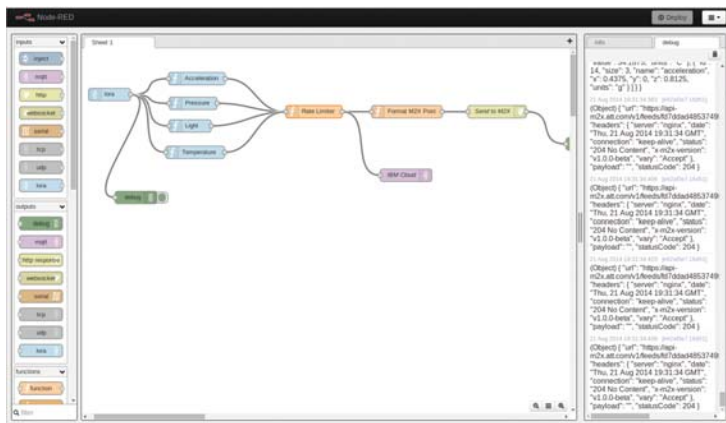 Node-RED
Deploy
inputs
inject
mqtt
http
websocket
serial
tcp
udp
lora
outputs
debug
mqtt
http response
websocket
serial
tcp
udp
lora
functions
function
filter
Sheet 1
lora
Acceleration
Pressure
Light
Temperature
Rate Limiter
Format M2X Post
Send to M2X
IBM Cloud
debug
info
debug
14, "size": 3, "name": "acceleration",
"x": 0.4375, "y": 0, "z": 0.8125,
"units": "g" } ] } }
(Object) { "url": "https://api-
m2x.att.com/v1/feeds/fd7ddad4853749
"headers": { "server": "nginx", "date":
"Thu, 21 Aug 2014 19:31:34 GMT",
"connection": "keep-alive", "status":
"204 No Content", "x-m2x-version":
"v1.0.0-beta", "vary": "Accept" },
"payload": "", "statusCode": 204 }
(Object) { "url": "https://api-
m2x.att.com/v1/feeds/fd7ddad4853749
"headers": { "server": "nginx", "date":
"Thu, 21 Aug 2014 19:31:34 GMT",
"connection": "keep-alive", "status":
"204 No Content", "x-m2x-version":
"v1.0.0-beta", "vary": "Accept" },
"payload": "", "statusCode": 204 }
(Object) { "url": "https://api-
m2x.att.com/v1/feeds/fd7ddad4853749
"headers": { "server": "nginx", "date":
"Thu, 21 Aug 2014 19:31:34 GMT",
"connection": "keep-alive", "status":
"204 No Content", "x-m2x-version":
"v1.0.0-beta", "vary": "Accept" },
"payload": "", "statusCode": 204 }
(Object) { "url": "https://api-
m2x.att.com/v1/feeds/fd7ddad4853749
"headers": { "server": "nginx", "date":
"Thu, 21 Aug 2014 19:31:34 GMT",
"connection": "keep-alive", "status":
"204 No Content", "x-m2x-version":
"v1.0.0-beta", "vary": "Accept" },
"payload": "", "statusCode": 204 }